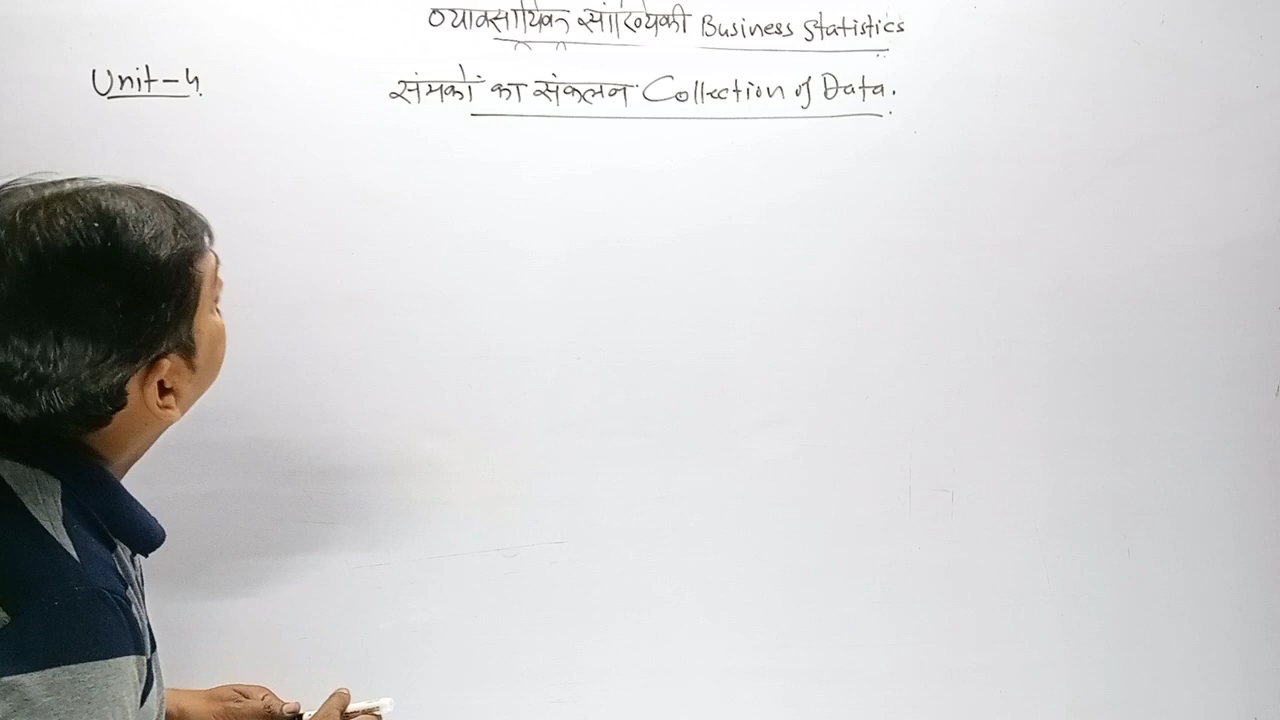 व्यावसायिक सांख्यिकी Business Statistics
Unit-4.
संमकों का संकलन Collection of Data.